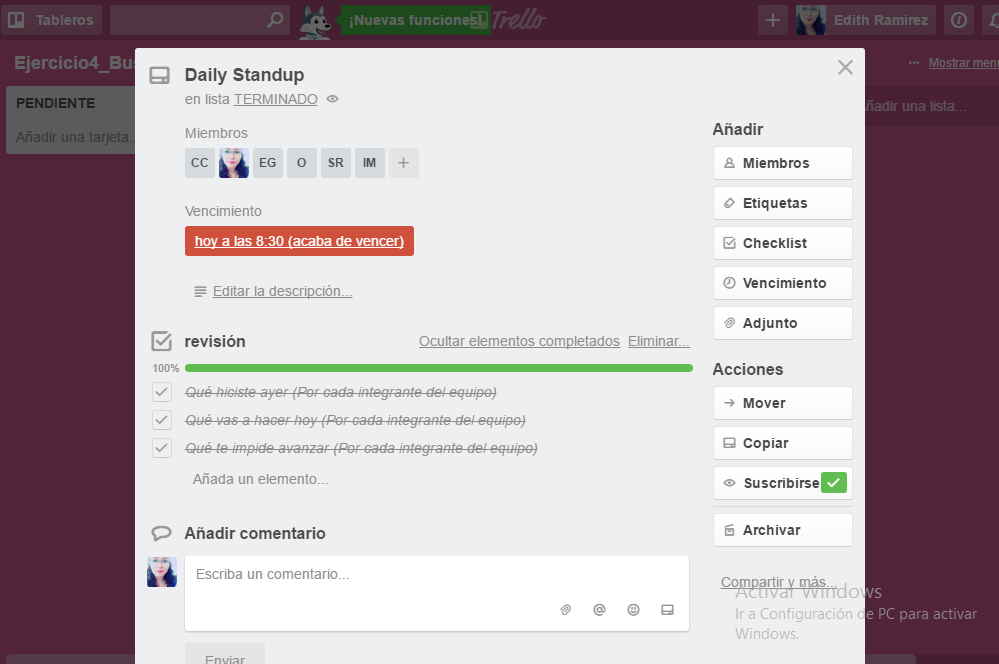 Tableros
¡Nuevas funciones!
Trello
Edith Ramirez
Ejercicio4_Bus
Mostrar menú
PENDIENTE
Añadir una tarjeta...
Añadir una lista...
Daily Standup
en lista TERMINADO
Miembros
CC EG O SR IM
Vencimiento
hoy a las 8:30 (acaba de vencer)
Editar la descripción...
revisión
Ocultar elementos completados Eliminar...
100%
Qué hiciste ayer (Por cada integrante del equipo)
Qué vas a hacer hoy (Por cada integrante del equipo)
Qué te impide avanzar (Por cada integrante del equipo)
Añada un elemento...
Añadir comentario
Escriba un comentario...
Enviar
Añadir
Miembros
Etiquetas
Checklist
Vencimiento
Adjunto
Acciones
Mover
Copiar
Suscribirse
Archivar
Compartir y más...
Activar Windows
Ir a Configuración de PC para activar
Windows.